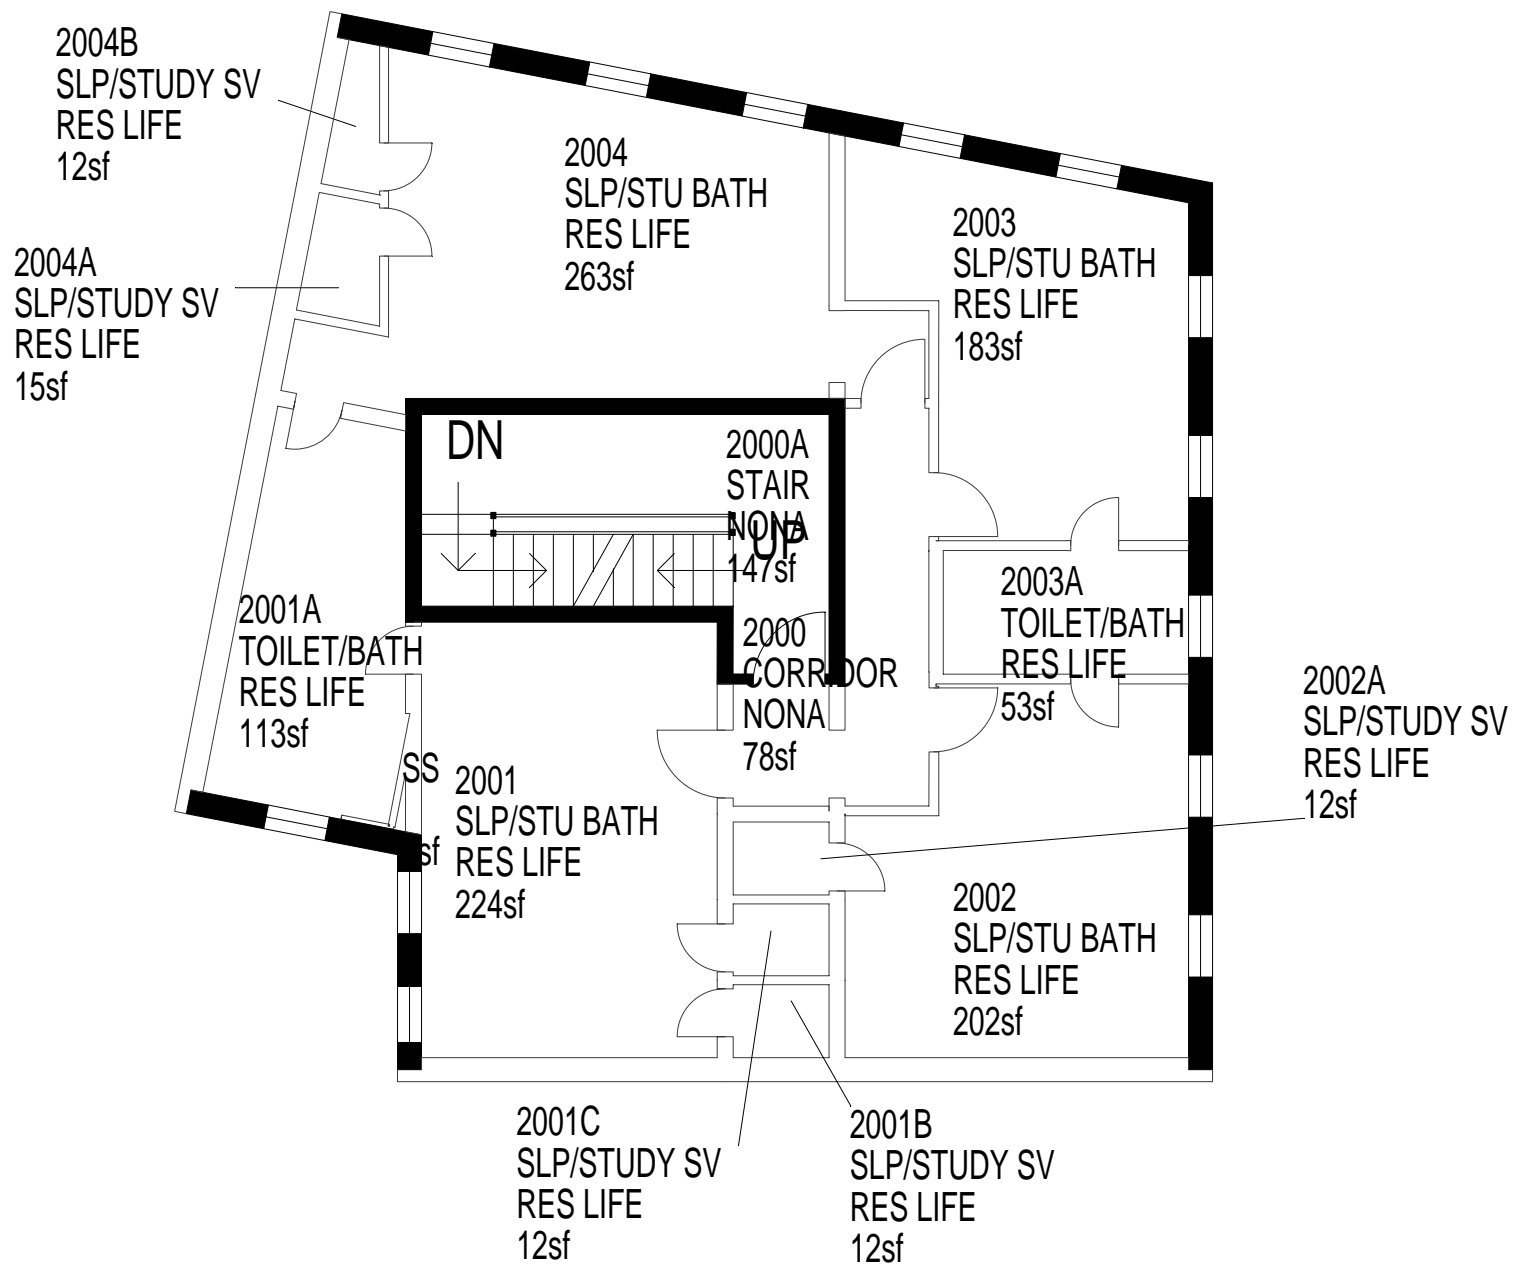 2004B
SLP/STUDY SV
RES LIFE
12sf
2004
SLP/STU BATH
RES LIFE
263sf
2003
SLP/STU BATH
RES LIFE
183sf
2004A
SLP/STUDY SV
RES LIFE
15sf
DN
2000A
STAIR
NONA
147sf
UP
2003A
TOILET/BATH
RES LIFE
53sf
2001A
TOILET/BATH
RES LIFE
113sf
2000
CORRIDOR
NONA
78sf
2002A
SLP/STUDY SV
RES LIFE
12sf
SS
sf
2001
SLP/STU BATH
RES LIFE
224sf
2002
SLP/STU BATH
RES LIFE
202sf
2001C
SLP/STUDY SV
RES LIFE
12sf
2001B
SLP/STUDY SV
RES LIFE
12sf